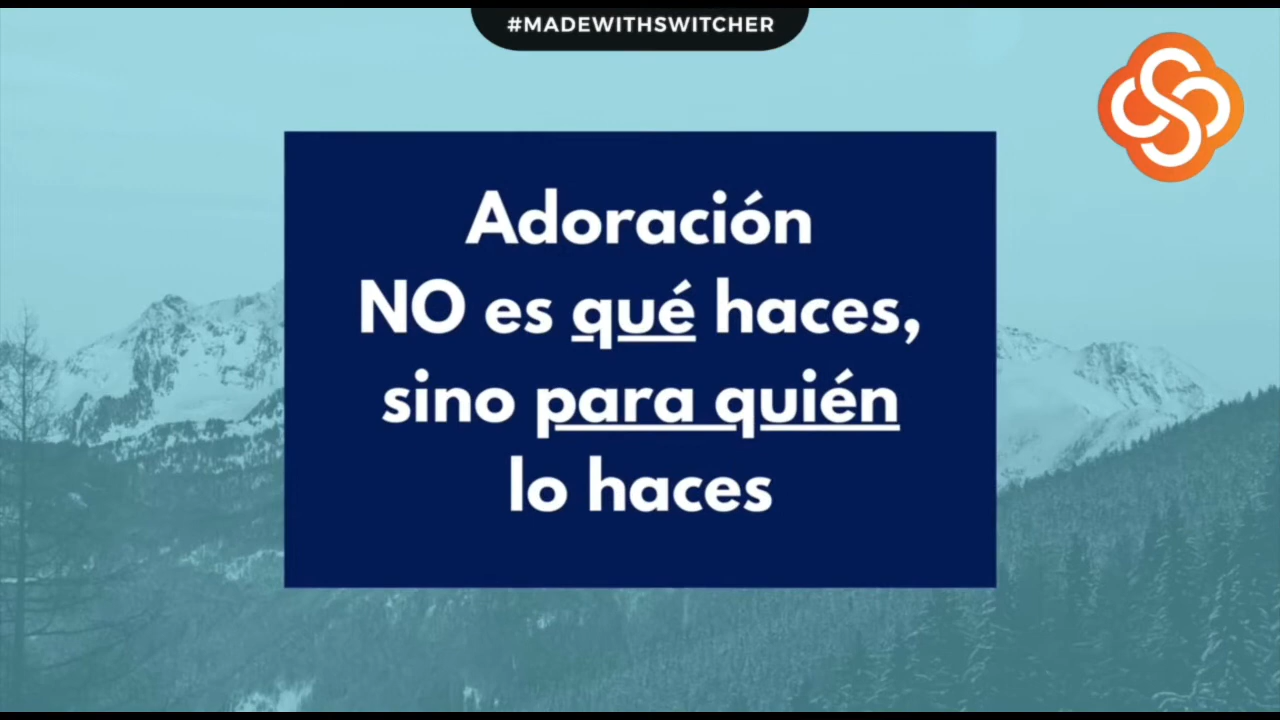 #MADEWITHSWITCHER
Adoración
NO es qué haces,
sino para quién
lo haces